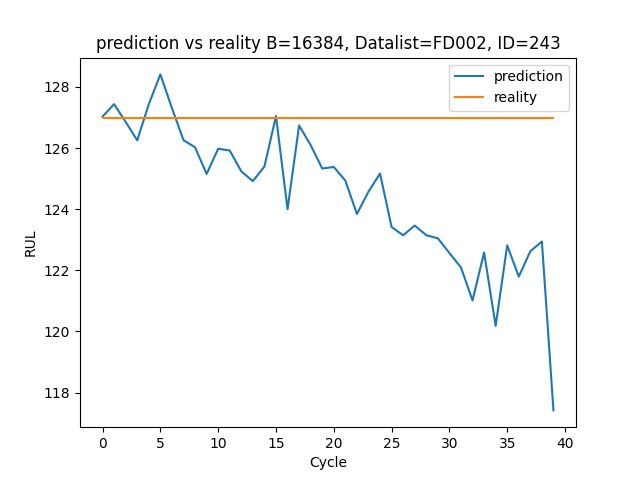 prediction vs reality B=16384, Datalist=FD002, ID=243
prediction
reality
RUL
128
126
124
122
120
118
0 5 10 15 20 25 30 35 40
Cycle